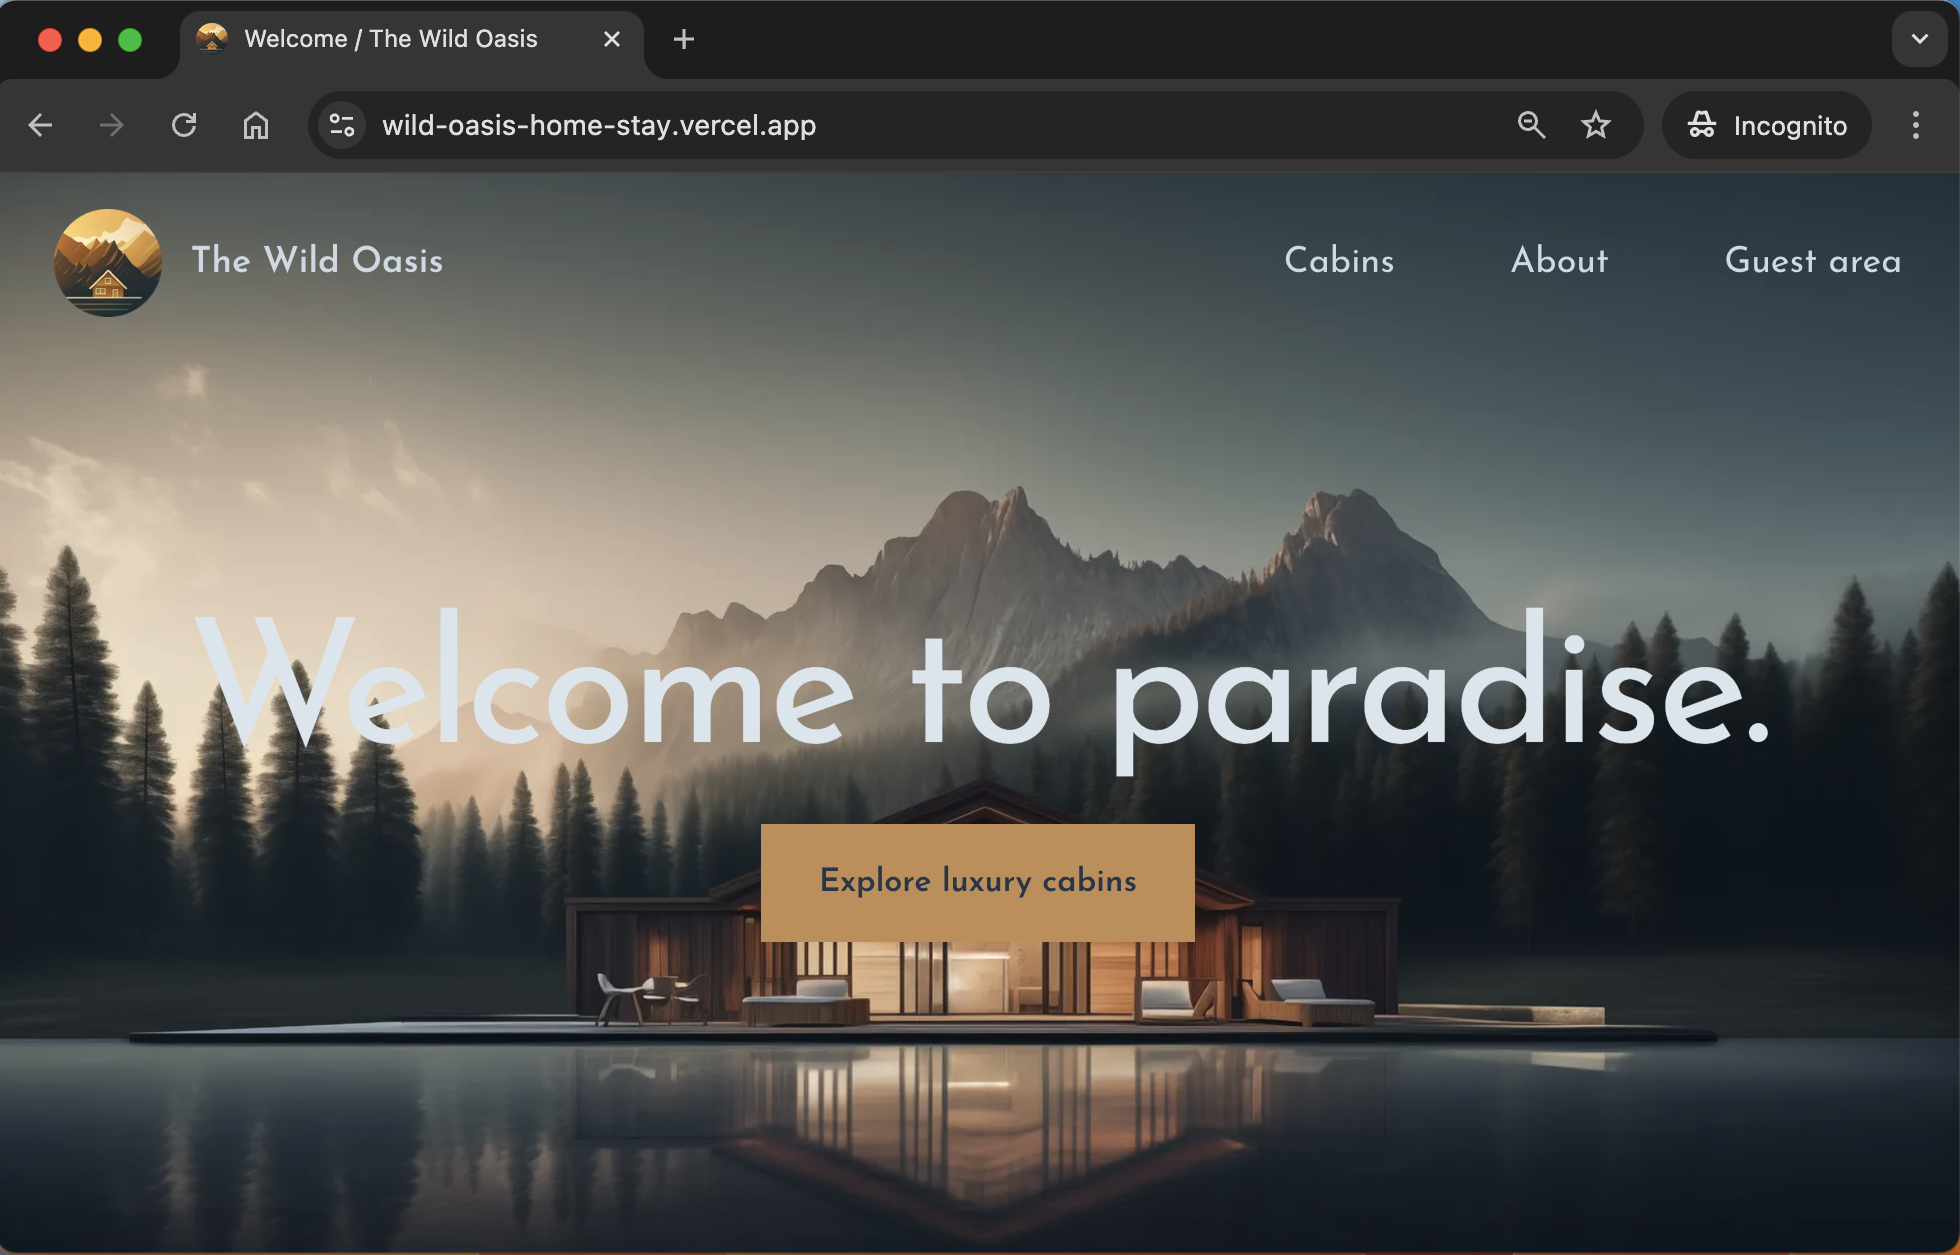 Welcome / The Wild Oasis
wild-oasis-home-stay.vercel.app
Incognito
The Wild Oasis
Cabins
About
Guest area
Welcome to paradise.
Explore luxury cabins